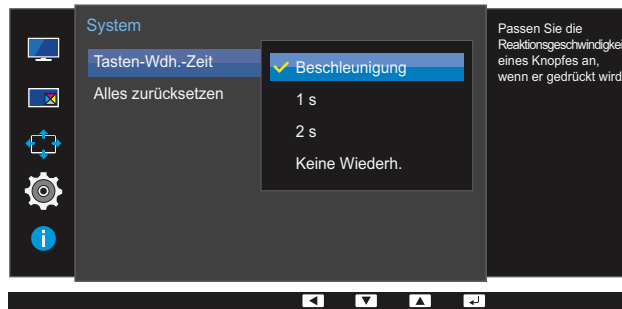 System
Tasten-Wdh.-Zeit
Alles zurücksetzen
Beschleunigung
1 s
2 s
Keine Wiederh.
Passen Sie die
Reaktionsgeschwindigkei
eines Knopfes an,
wenn er gedrückt wird